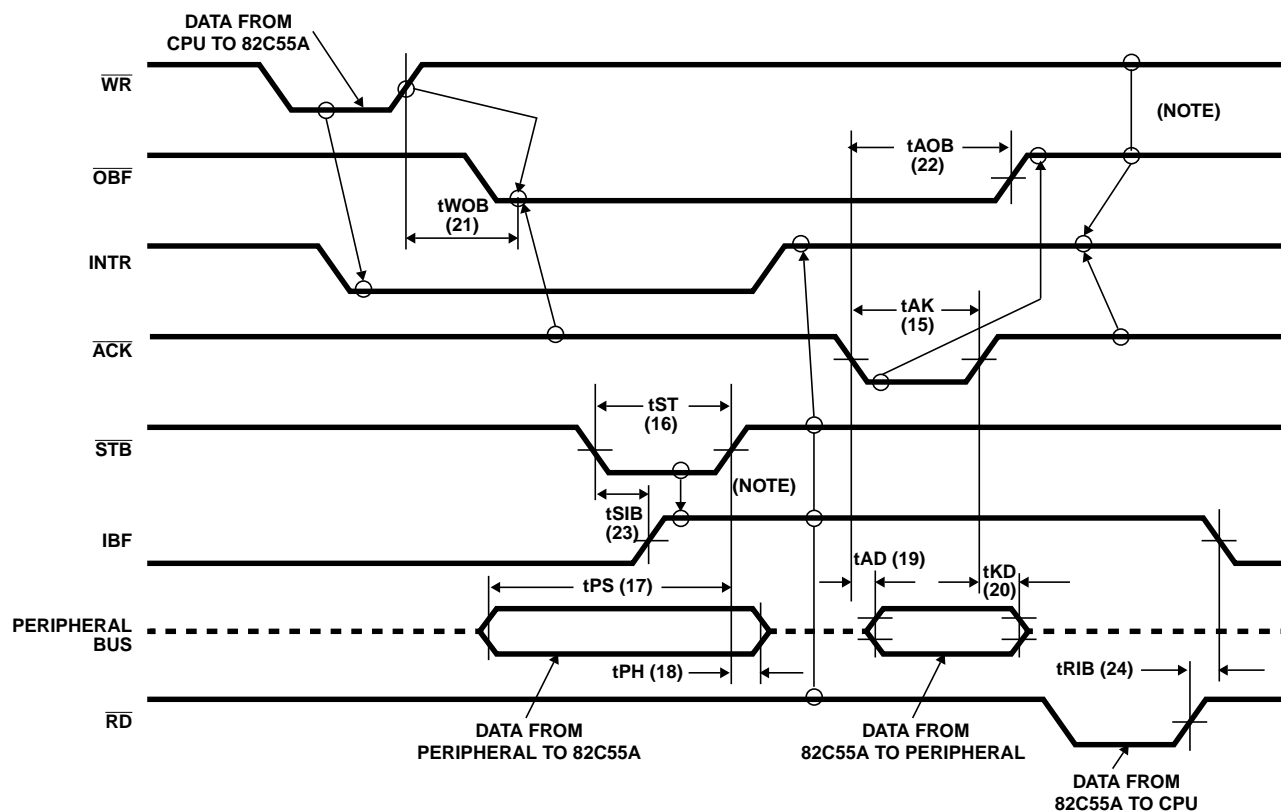 DATA FROM
CPU TO 82C55A
WR
(NOTE)
OBF
tAOB
(22)
tWOB
(21)
INTR
tAK
(15)
ACK
tST
(16)
STB
(NOTE)
tSIB
(23)
IBF
tAD (19)
tKD
(20)
tPS (17)
PERIPHERAL
BUS
tPH (18)
tRIB (24)
RD
DATA FROM
PERIPHERAL TO 82C55A
DATA FROM
82C55A TO PERIPHERAL
DATA FROM
82C55A TO CPU